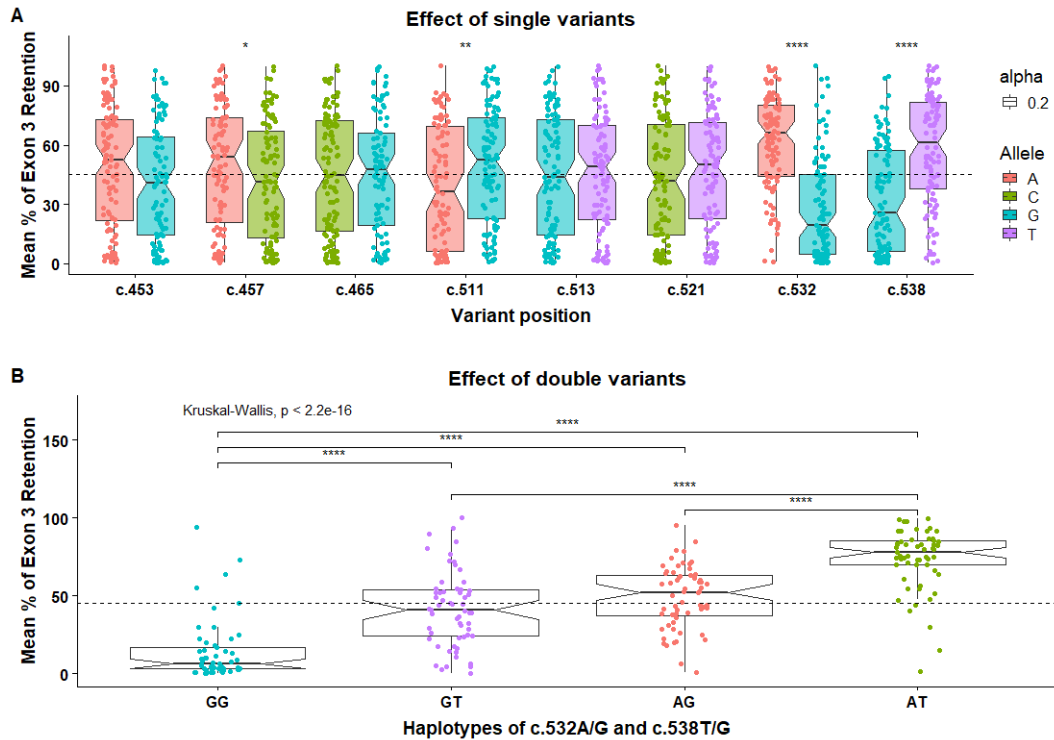 A
Effect of single variants
* ** **** ****
Mean % of Exon 3 Retention
90
60
30
0
c.453 c.457 c.465 c.511 c.513 c.521 c.532 c.538
Variant position
alpha
0.2
Allele
A
C
G
T
B
Effect of double variants
Kruskal-Wallis, p < 2.2e-16
****
****
****
****
****
Mean % of Exon 3 Retention
150
100
50
0
GG GT AG AT
Haplotypes of c.532A/G and c.538T/G